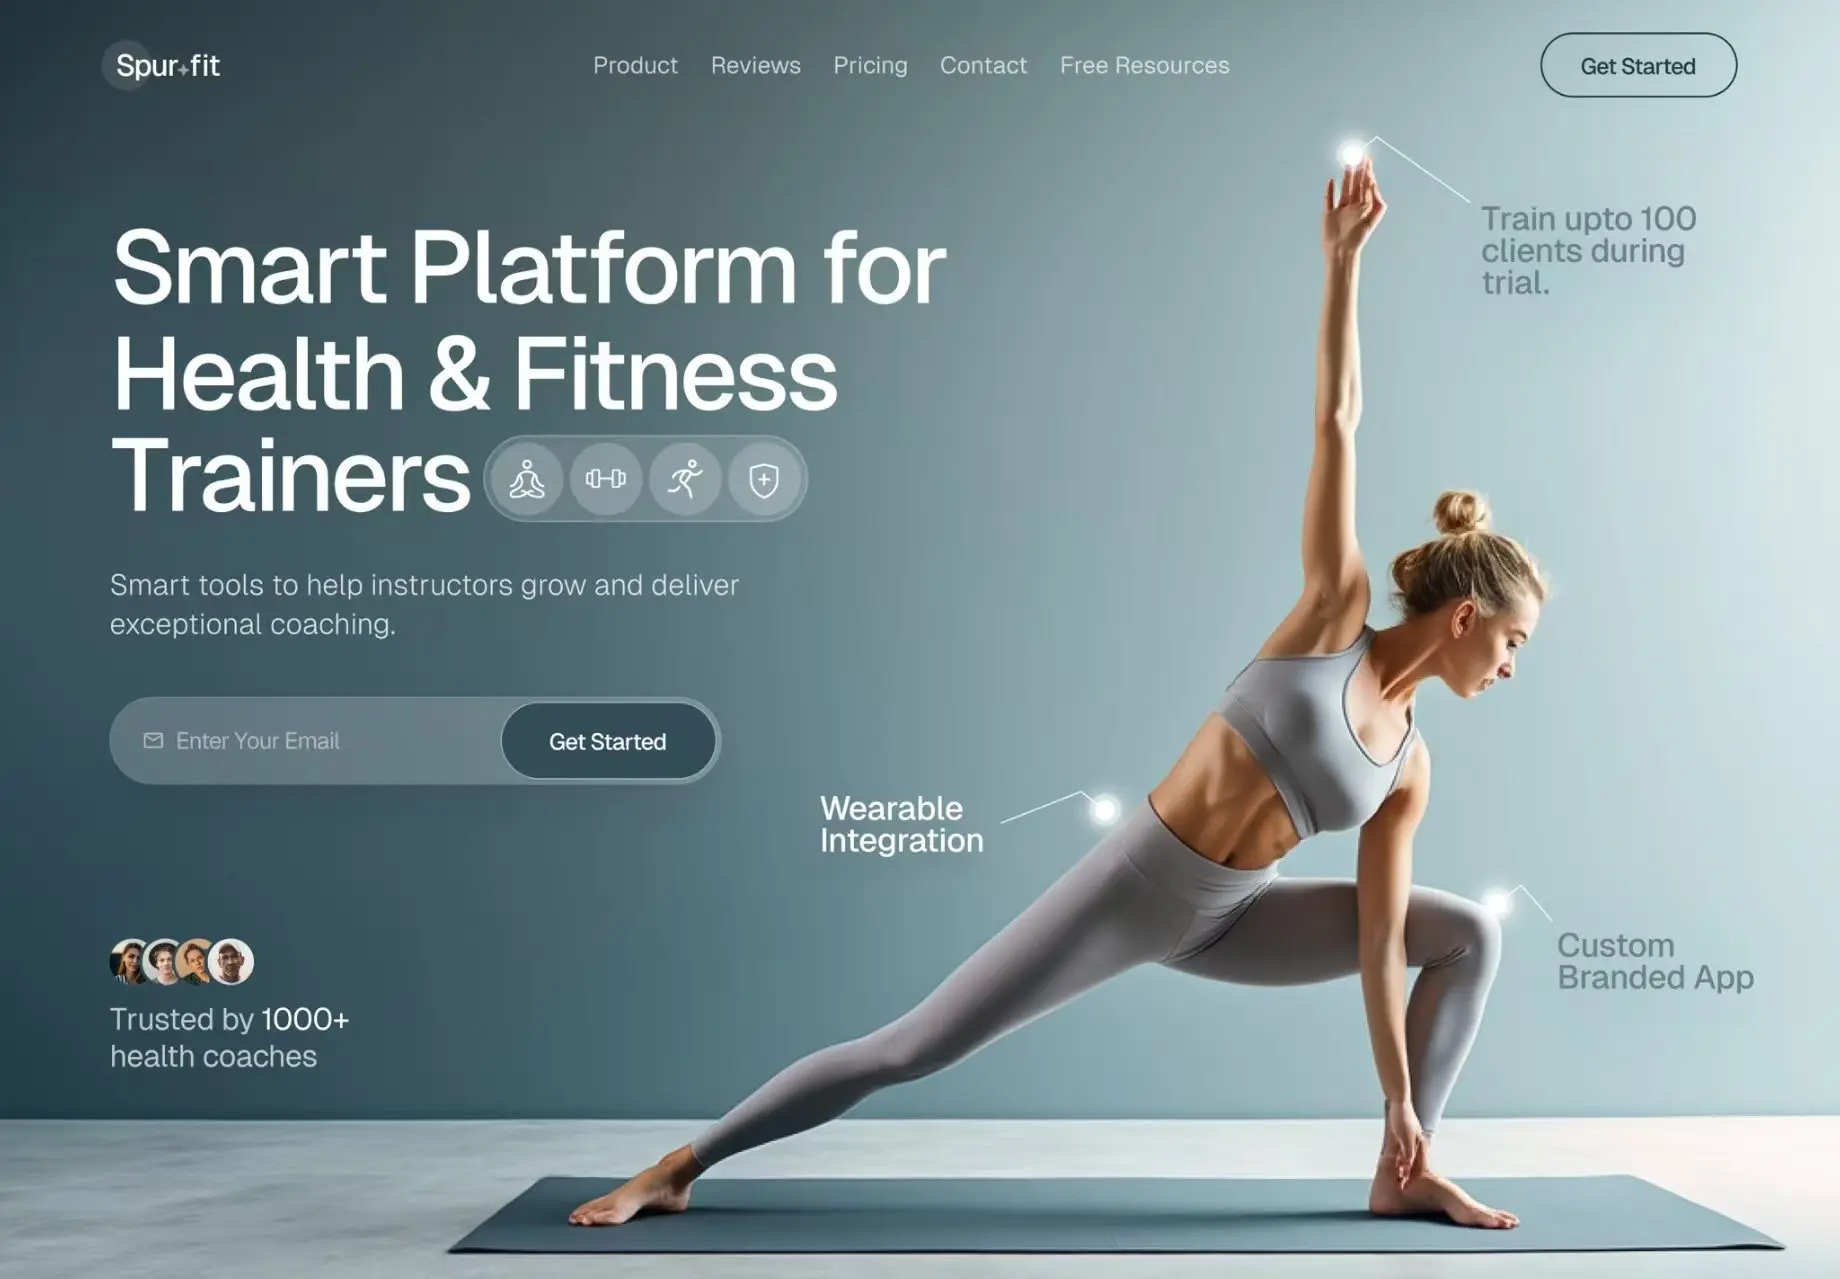 Spur fit
Product Reviews Pricing Contact Free Resources
Get Started
Smart Platform for
Health & Fitness
Trainers
Smart tools to help instructors grow and deliver
exceptional coaching.
Enter Your Email
Get Started
Train upto 100
clients during
trial.
Wearable
Integration
Custom
Branded App
Trusted by 1000+
health coaches